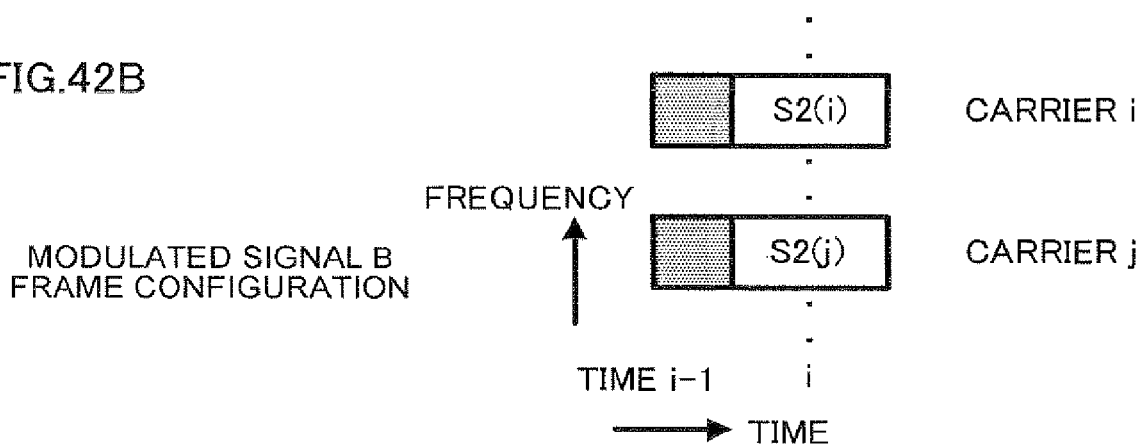 FIG.42B
S2(i) CARRIER i
FREQUENCY
S2(j) CARRIER j
MODULATED SIGNAL B
FRAME CONFIGURATION
TIME i-1 i
TIME